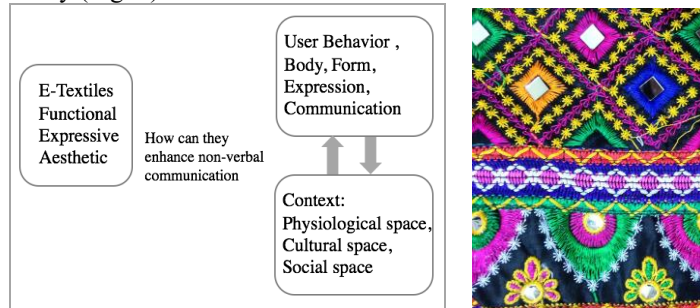 E-Textiles
Functional
Expressive
Aesthetic
How can they
enhance non-verbal
communication
User Behavior ,
Body, Form,
Expression,
Communication
Context:
Physiological space,
Cultural space,
Social space